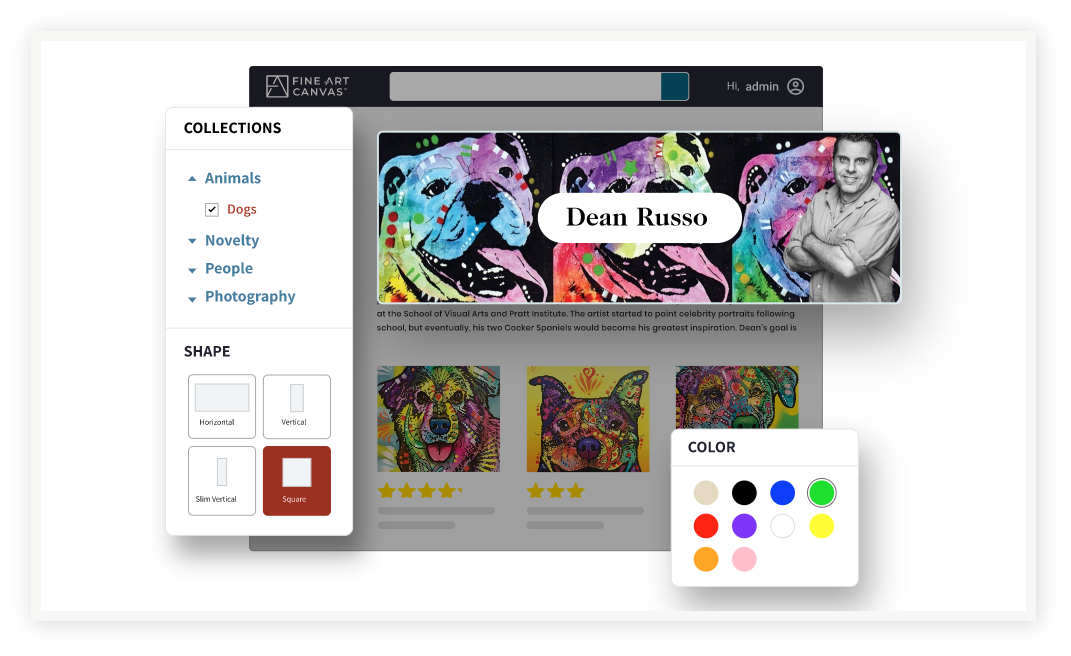 FINE ART
CANVAS™
Hi, admin
COLLECTIONS
Animals
Dogs
Novelty
People
Photography
SHAPE
Horizontal
Vertical
Slim Vertical
Square
Dean Russo
at the School of Visual Arts and Pratt Institute. The artist started to paint celebrity portraits following
school, but eventually, his two Cocker Spaniels would become his greatest inspiration. Dean's goal is
COLOR